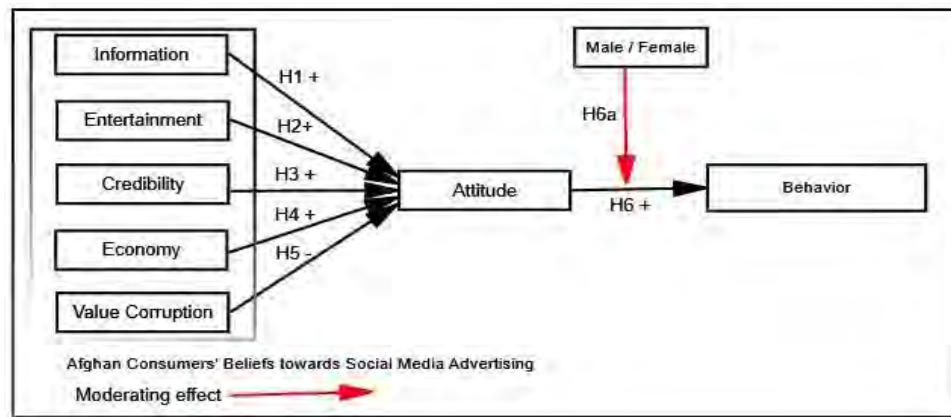 Information
Male / Female
H1 +
H6a
Entertainment
H2+
Credibility
H3 +
Attitude
H6 +
Behavior
H4 +
Economy
H5 -
Value Corruption
Afghan Consumers' Beliefs towards Social Media Advertising
Moderating effect